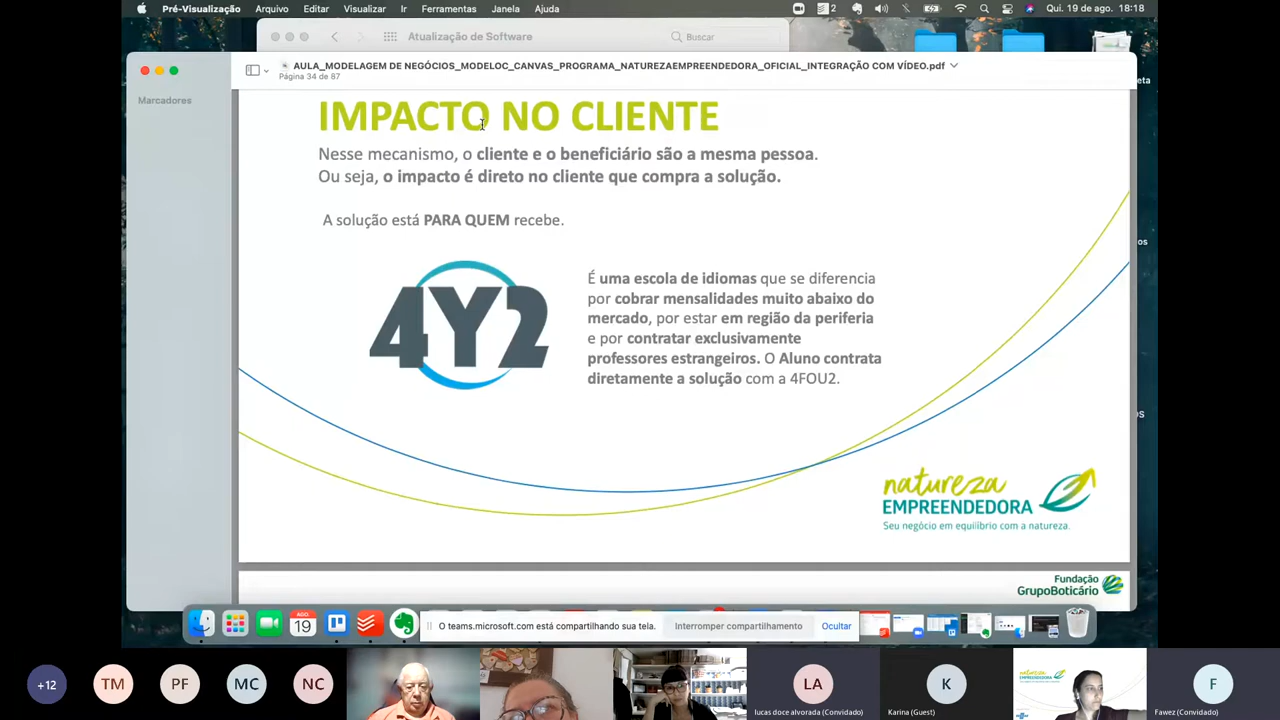 Pré-Visualização Arquivo Editar Visualizar Ir Ferramentas Janela Ajuda
2
Qui. 19 de ago. 18:18
Atualização de Software
Buscar
AULA_MODELAGEM DE NEGÓCIOS_MODELOC_CANVAS_PROGRAMA_NATUREZAEMPREENDEDORA_OFICIAL_INTEGRAÇÃO COM VÍDEO.pdf
Página 34 de 87
Marcadores
IMPACTO NO CLIENTE
Nesse mecanismo, o cliente e o beneficiário são a mesma pessoa.
Ou seja, o impacto é direto no cliente que compra a solução.
A solução está PARA QUEM recebe.
4Y2
É uma escola de idiomas que se diferencia
por cobrar mensalidades muito abaixo do
mercado, por estar em região da periferia
e por contratar exclusivamente
professores estrangeiros. O Aluno contrata
diretamente a solução com a 4FOU2.
natureza
EMPREENDEDORA
Seu negócio em equilíbrio com a natureza.
Fundação
GrupoBoticário
AGO.
19
O teams.microsoft.com está compartilhando sua tela.
Interromper compartilhamento
Ocultar
+12
TM
PF
MC
NC
LA
lucas doce alvorada (Convidado)
K
Karina (Guest)
natureza
EMPREENDEDORA
F
Fawez (Convidado)